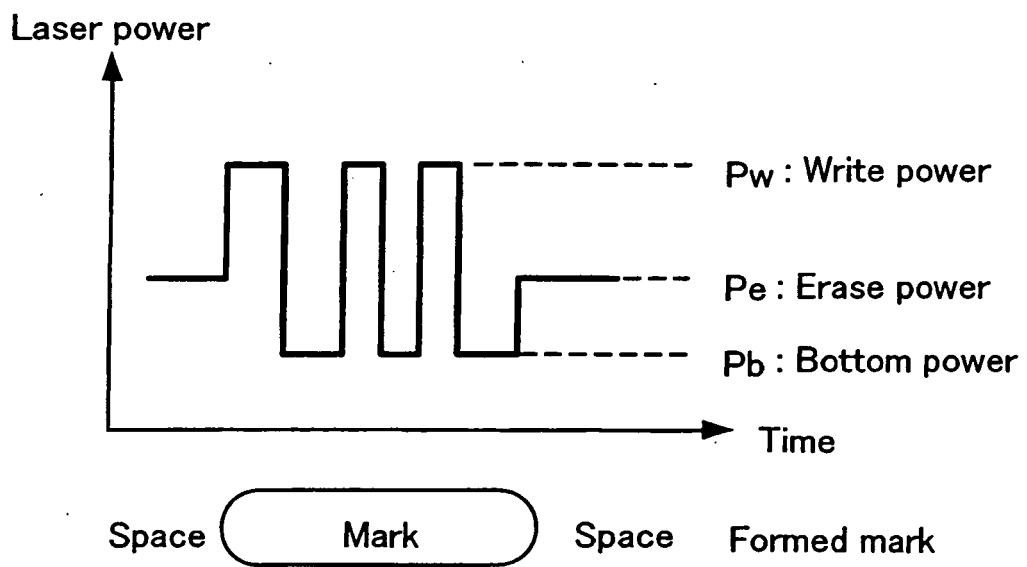 Laser power
Pw : Write power
Pe : Erase power
Pb : Bottom power
Time
Space Mark Space Formed mark